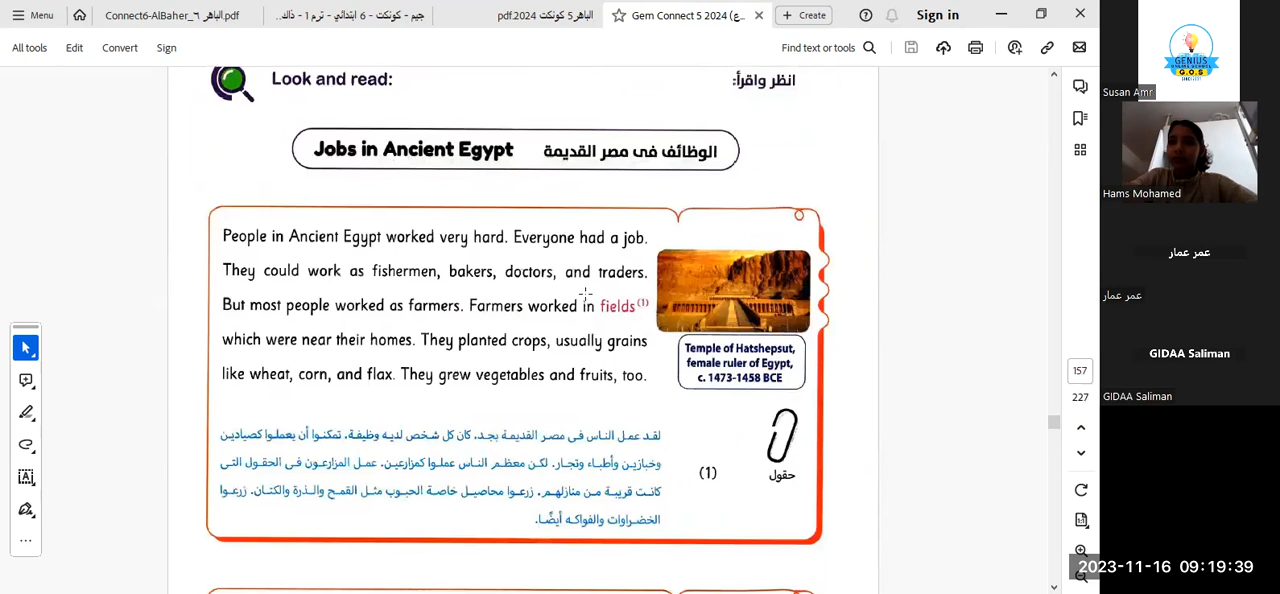 Menu
Connect6-AlBaher_٦ الباهر.pdf
جيم - كونكت - 6 ابتدائي - ترم 1 - ذاك...
الباهر5 كونكت 2024.pdf
Gem Connect 5 2024 (ع...
Create
Sign in
All tools
Edit
Convert
Sign
Find text or tools
Look and read:
انظر واقرأ:
Jobs in Ancient Egypt الوظائف فى مصر القديمة
People in Ancient Egypt worked very hard. Everyone had a job.
They could work as fishermen, bakers, doctors, and traders.
But most people worked as farmers. Farmers worked in fields(1)
which were near their homes. They planted crops, usually grains
like wheat, corn, and flax. They grew vegetables and fruits, too.
Temple of Hatshepsut,
female ruler of Egypt,
c. 1473-1458 BCE
لقد عمل الناس فى مصر القديمة بجد. كان كل شخص لديه وظيفة. تمكنوا أن يعملوا كصيادين
وخبازين وأطباء وتجار. لكن معظم الناس عملوا كمزارعين. عمل المزارعون فى الحقول التى
كانت قريبة من منازلهم. زرعوا محاصيل خاصة الحبوب مثل القمح والذرة والكتان. زرعوا
الخضراوات والفواكه أيضًا.
(1)
حقول
157
227
GENIUS
ONLINE SCHOOL
G.O.S
Susan Amr
Hams Mohamed
عمر عمار
عمر عمار
GIDAA Saliman
GIDAA Saliman
2023-11-16 09:19:39